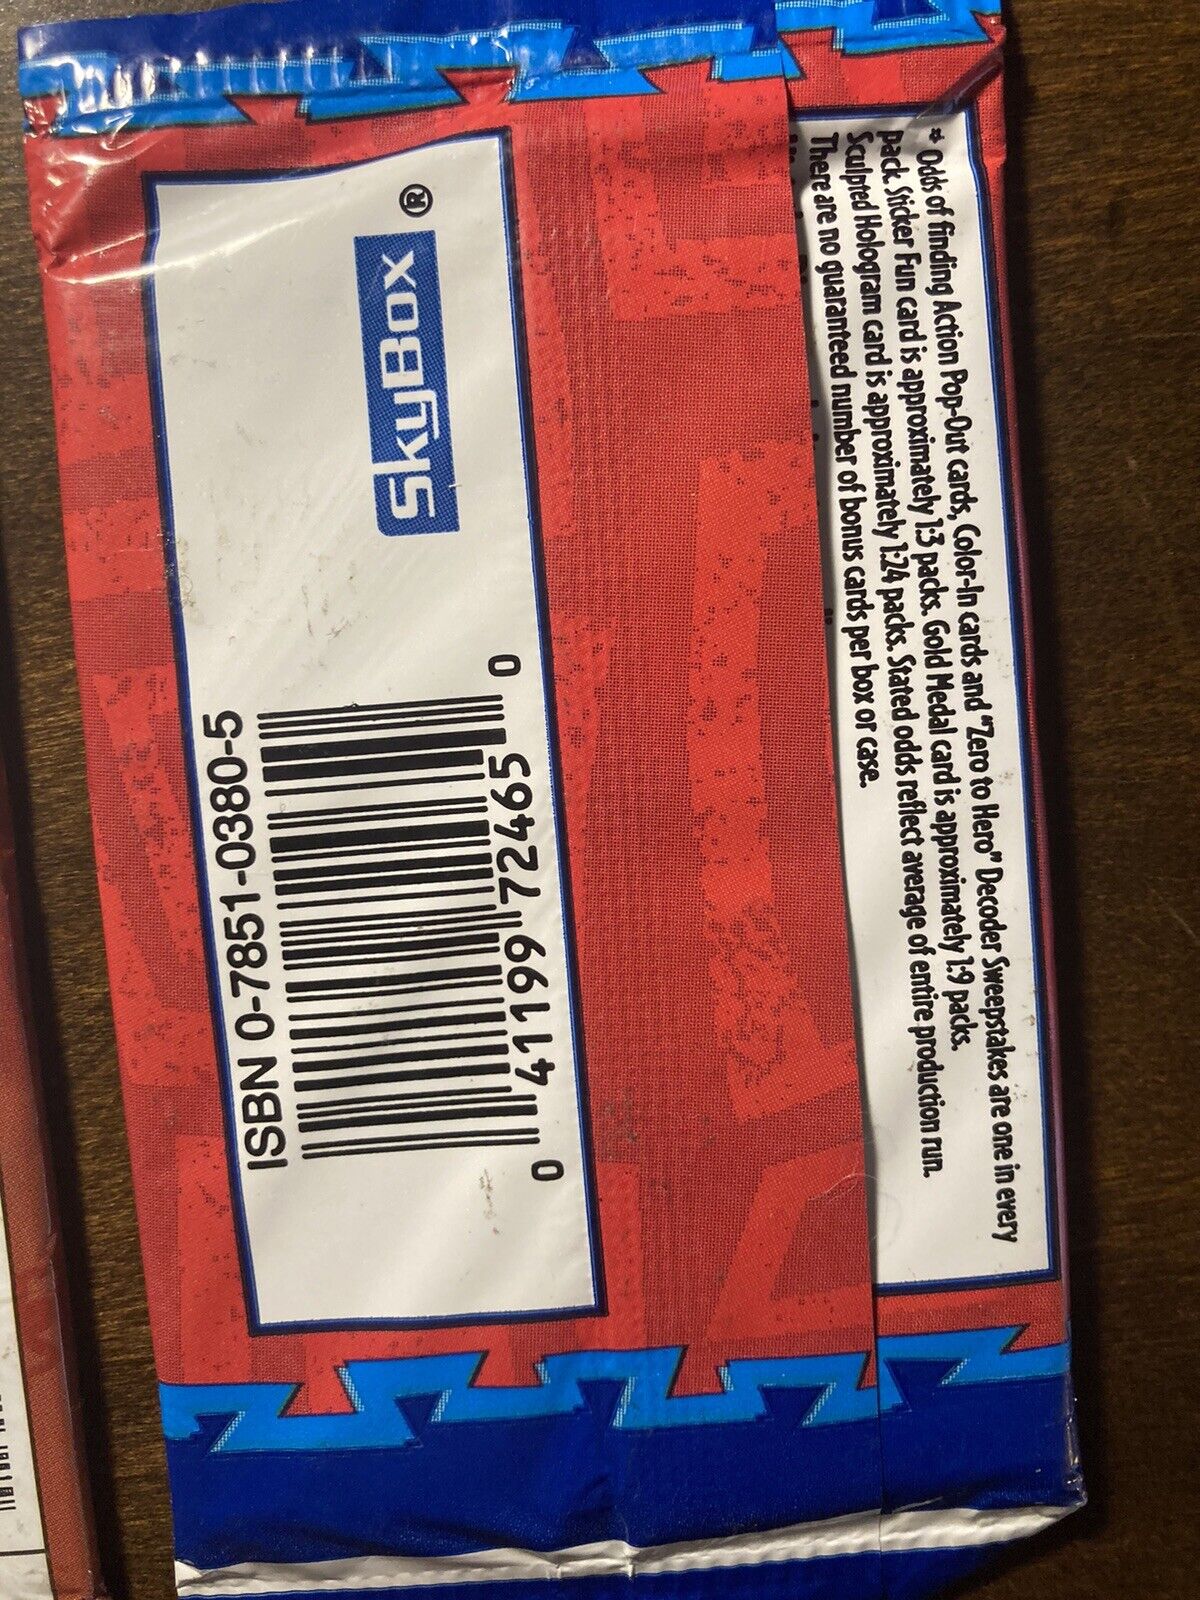 * Odds of finding Action Pop-Out cards, Color-In cards and "Zero to Hero" Decoder Sweepstakes are one in every
pack. Sticker Fun card is approximately 1:3 packs. Gold Medal card is approximately 1:9 packs.
Sculpted Hologram card is approximately 1:24 packs. Stated odds reflect average of entire production run.
There are no guaranteed number of bonus cards per box or case.
SkyBox ®
0 41196 72465 0
ISBN 0-7851-0380-5